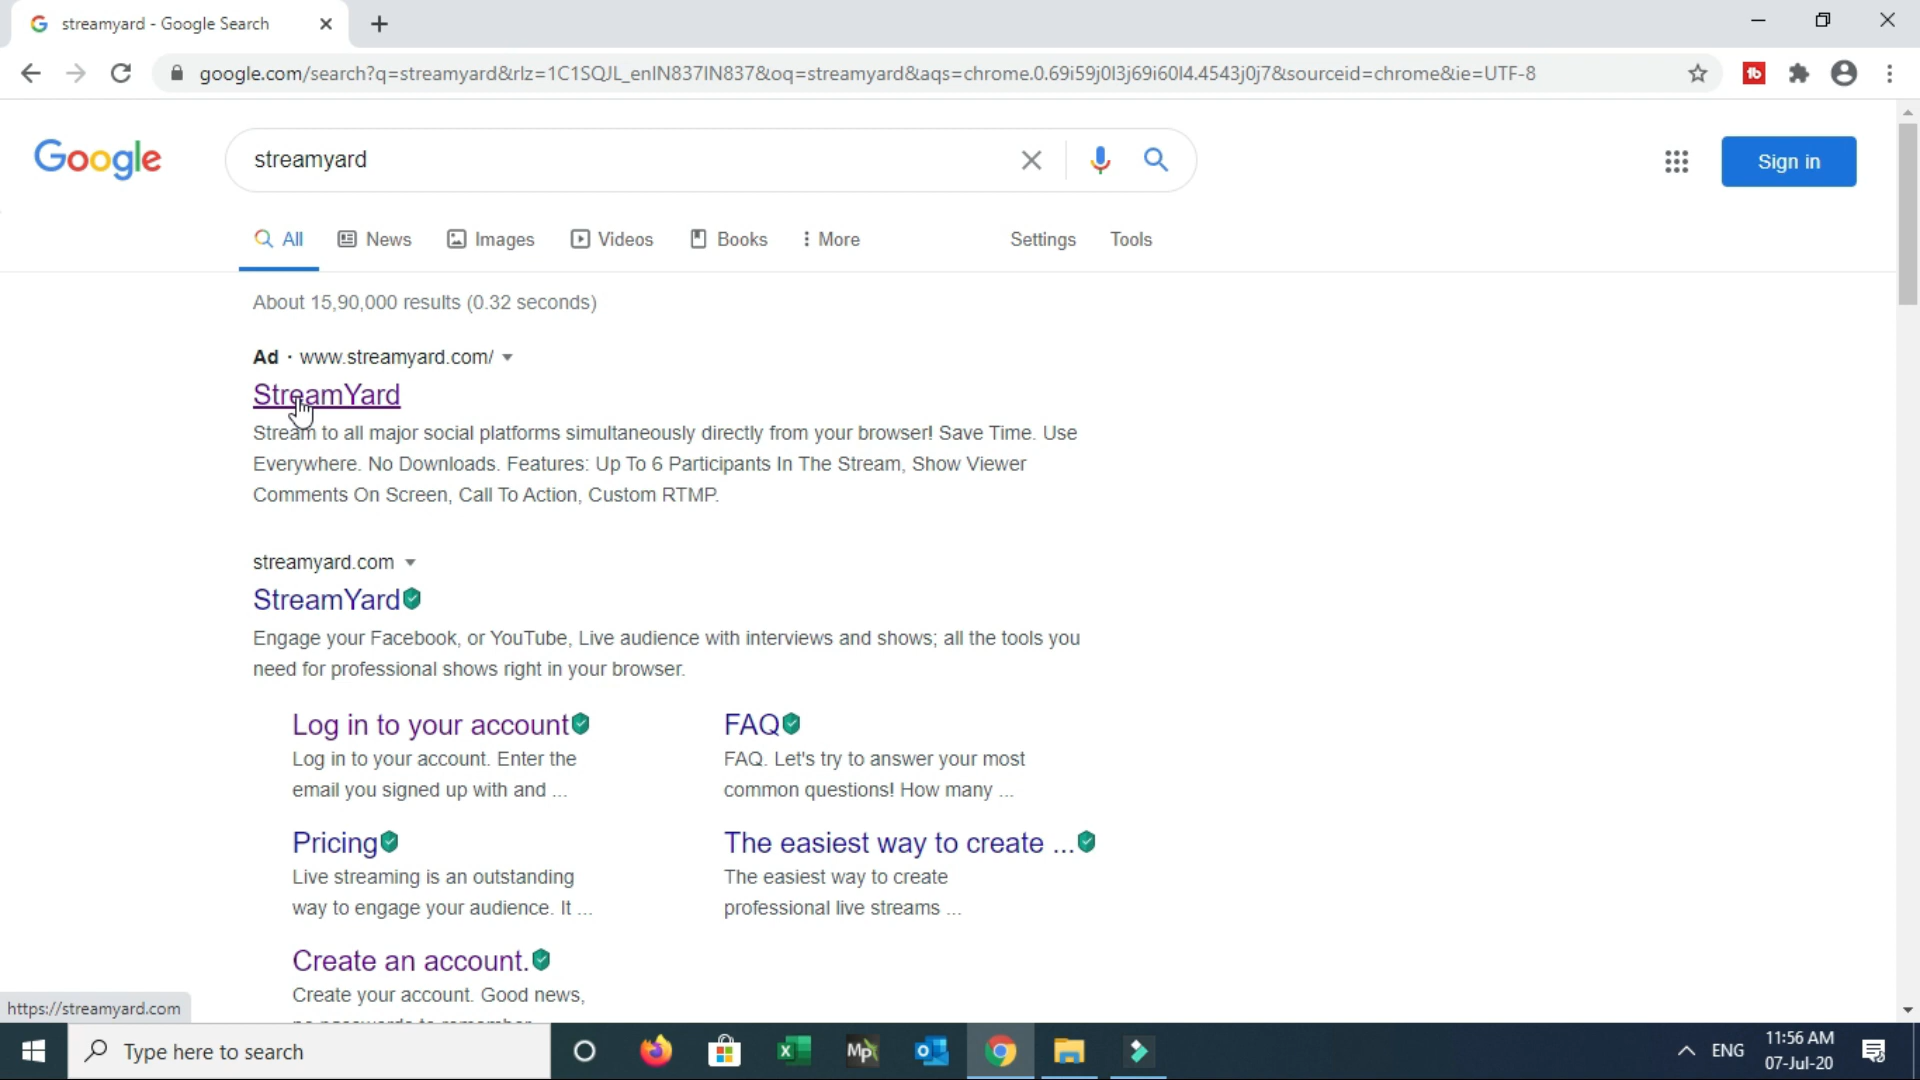 streamyard - Google Search
google.com/search?q=streamyard&rlz=1C1SQJL_enIN837IN837&oq=streamyard&aqs=chrome.0.69i59j0l3j69i60l4.4543j0j7&sourceid=chrome&ie=UTF-8
Google
streamyard
Sign in
All News Images Videos Books More Settings Tools
About 15,90,000 results (0.32 seconds)
Ad · www.streamyard.com/
StreamYard
Stream to all major social platforms simultaneously directly from your browser! Save Time. Use
Everywhere. No Downloads. Features: Up To 6 Participants In The Stream, Show Viewer
Comments On Screen, Call To Action, Custom RTMP.
streamyard.com
StreamYard
Engage your Facebook, or YouTube, Live audience with interviews and shows; all the tools you
need for professional shows right in your browser.
Log in to your account
Log in to your account. Enter the
email you signed up with and ...
FAQ
FAQ. Let's try to answer your most
common questions! How many ...
Pricing
Live streaming is an outstanding
way to engage your audience. It ...
The easiest way to create ...
The easiest way to create
professional live streams ...
Create an account.
Create your account. Good news,
https://streamyard.com
Type here to search
ENG
11:56 AM
07-Jul-20